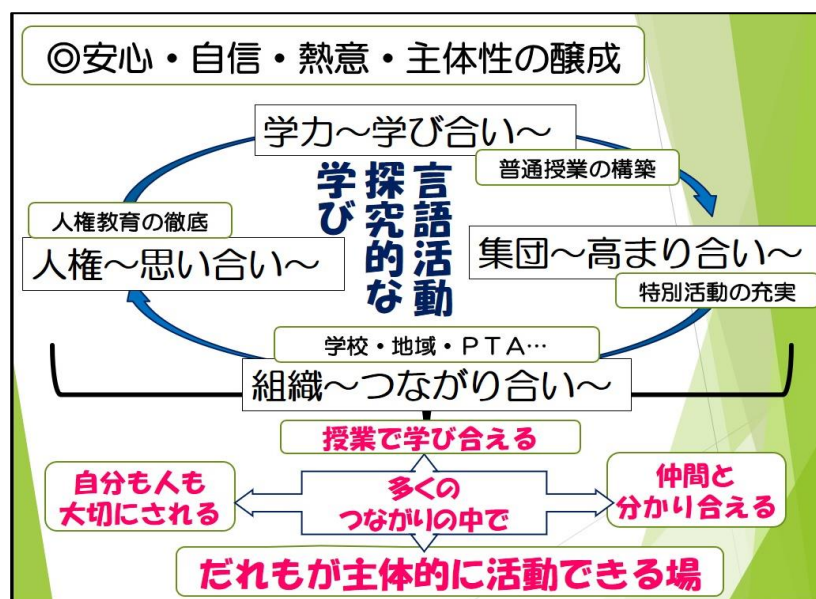 ◎安心・自信・熱意・主体性の醸成
学力～学び合い～
普通授業の構築
言語活動
探究的な
学び
人権教育の徹底
人権～思い合い～
集団～高まり合い～
特別活動の充実
学校・地域・ＰＴＡ…
組織～つながり合い～
授業で学び合える
自分も人も
大切にされる
多くの
つながりの中で
仲間と
分かり合える
だれもが主体的に活動できる場